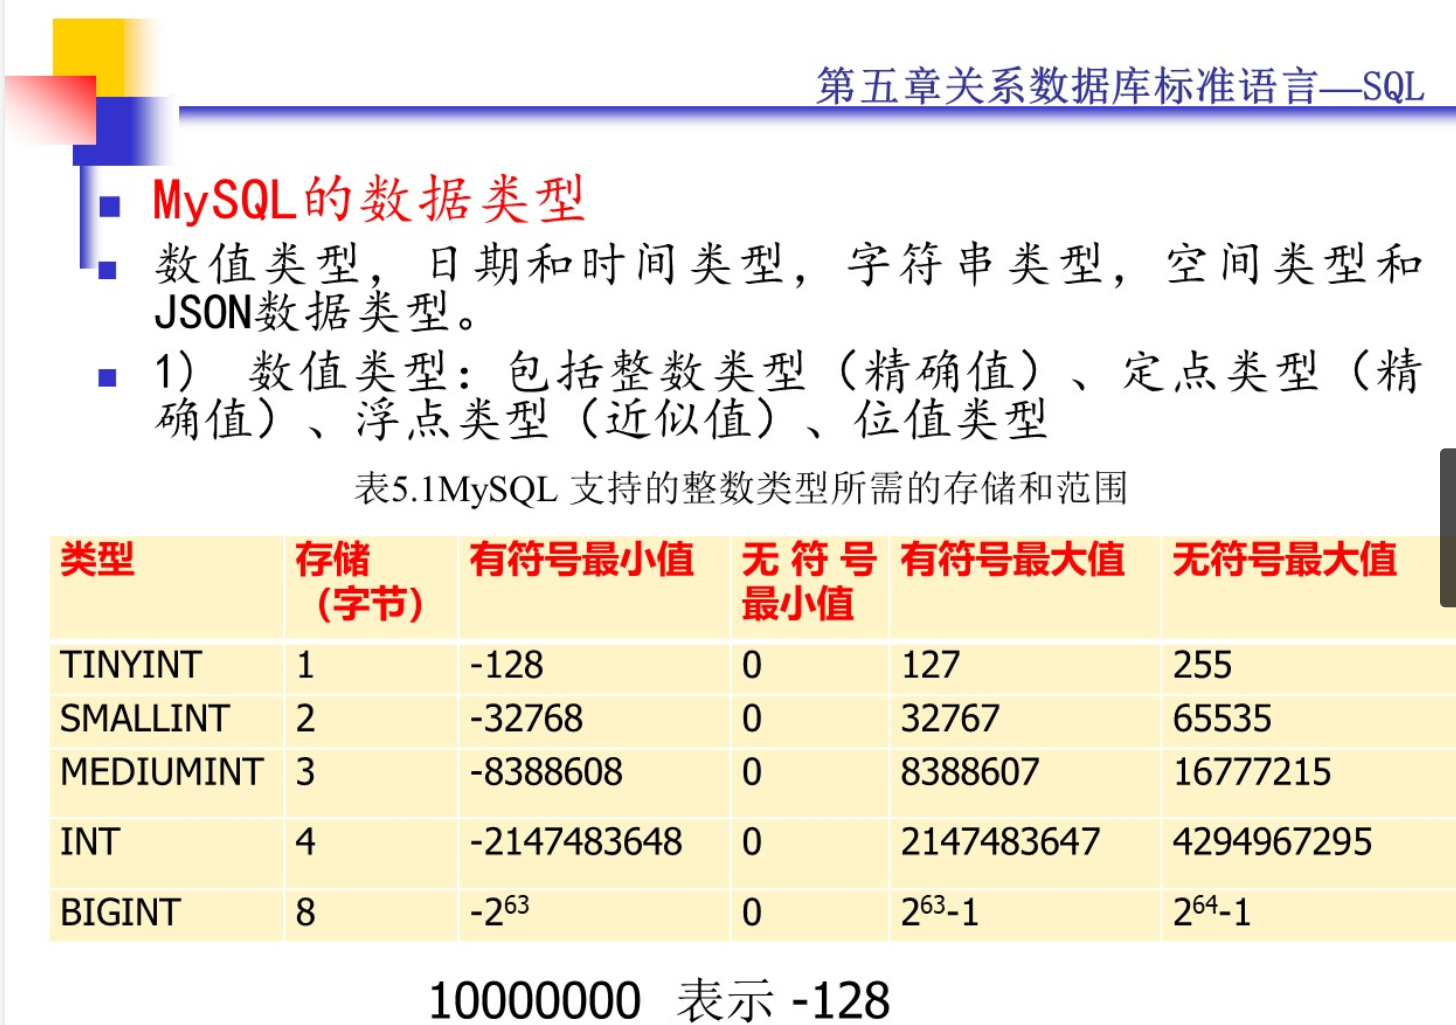 第五章关系数据库标准语言—SQL
MySQL的数据类型
数值类型，日期和时间类型，字符串类型，空间类型和
JSON数据类型。
1） 数值类型：包括整数类型（精确值）、定点类型（精
确值）、浮点类型（近似值）、位值类型
表5.1MySQL 支持的整数类型所需的存储和范围
类型 存储（字节） 有符号最小值 无符号最小值 有符号最大值 无符号最大值
TINYINT 1 -128 0 127 255
SMALLINT 2 -32768 0 32767 65535
MEDIUMINT 3 -8388608 0 8388607 16777215
INT 4 -2147483648 0 2147483647 4294967295
BIGINT 8 -2⁶³ 0 2⁶³-1 2⁶⁴-1
10000000 表示 -128